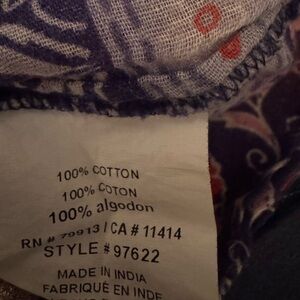 100% COTTON
100% COTON
100% algodon
RN # 79913 / CA # 11414
STYLE # 97622
MADE IN INDIA
FABRIQUÉ EN INDE